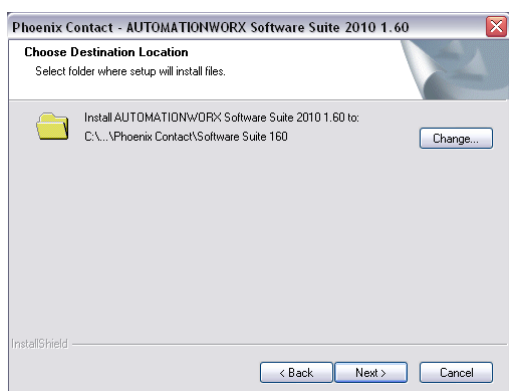 Phoenix Contact - AUTOMATIONWORX Software Suite 2010 1.60
Choose Destination Location
Select folder where setup will install files.
Install AUTOMATIONWORX Software Suite 2010 1.60 to:
C:\...\Phoenix Contact\Software Suite 160
Change...
InstallShield
< Back
Next >
Cancel